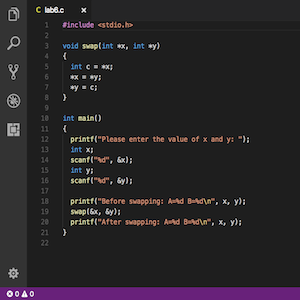 C lab6.c ×
1 #include <stdio.h>
2
3 void swap(int *x, int *y)
4 {
5 int c = *x;
6 *x = *y;
7 *y = c;
8 }
9
10 int main()
11 {
12 printf("Please enter the value of x and y: ");
13 int x;
14 scanf("%d", &x);
15 int y;
16 scanf("%d", &y);
17
18 printf("Before swapping: A=%d B=%d\n", x, y);
19 swap(&x, &y);
20 printf("After swapping: A=%d B=%d\n", x, y);
21 }
22
0 0